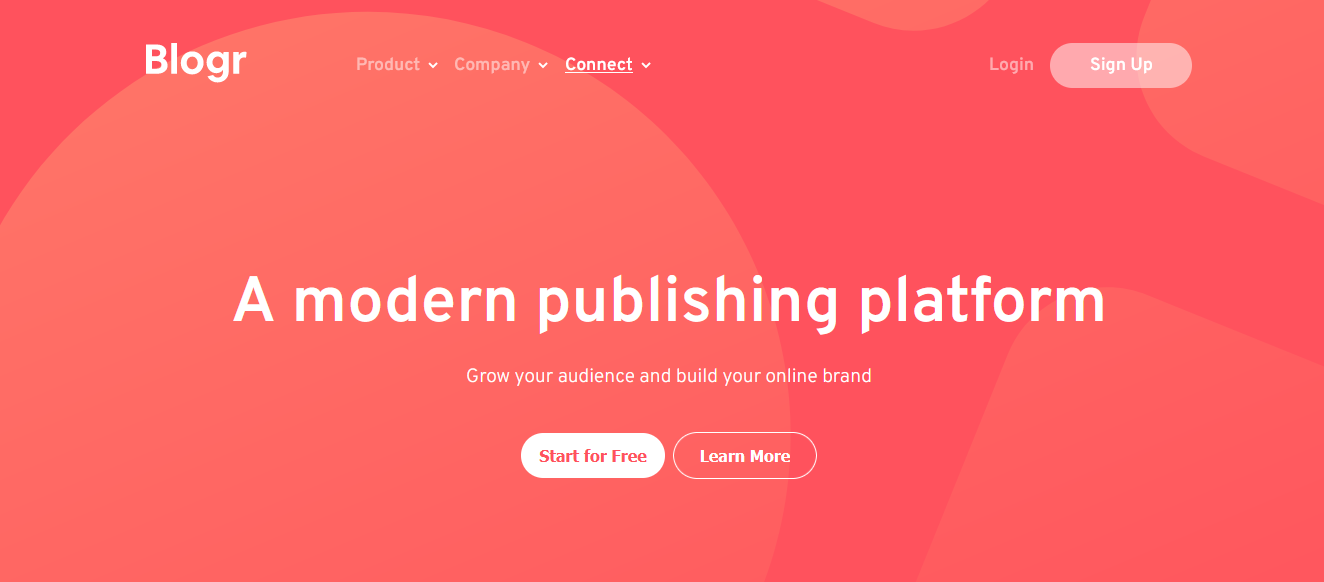 Blogr Product Company Connect Login Sign Up
A modern publishing platform
Grow your audience and build your online brand
Start for Free Learn More